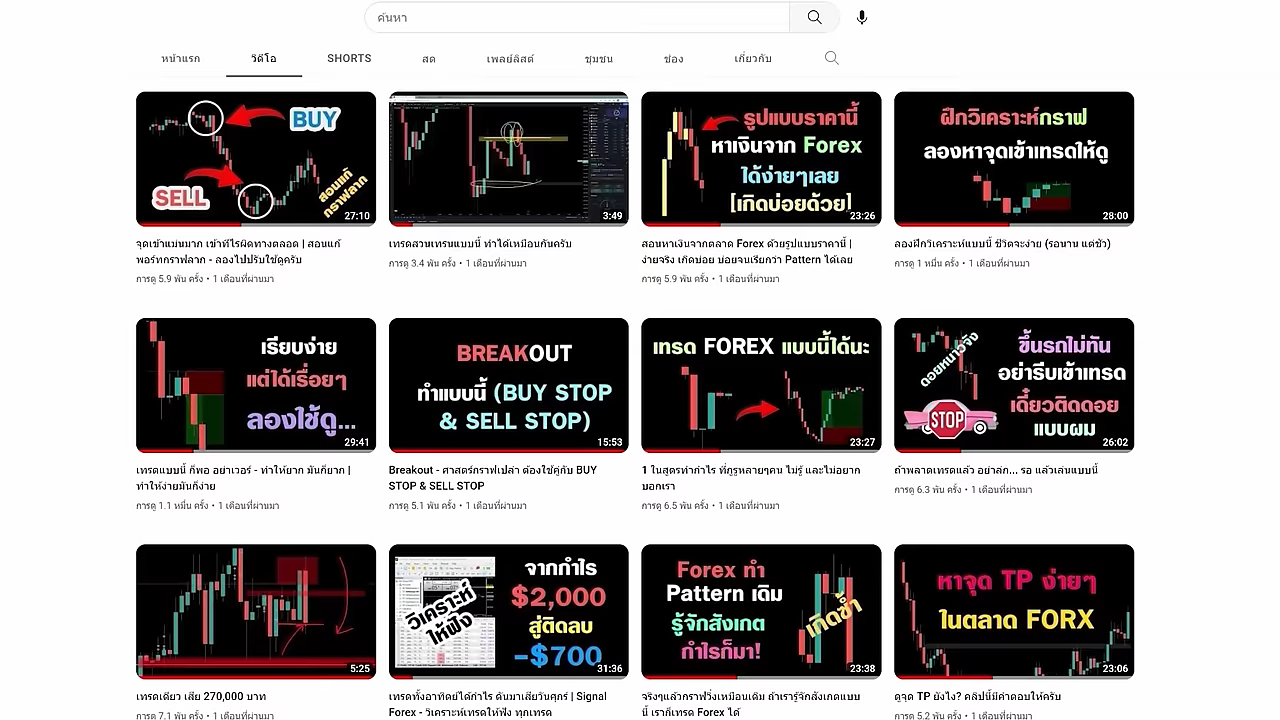 ค้นหา
หน้าแรก
วิดีโอ
SHORTS
สด
เพลย์ลิสต์
ชุมชน
ช่อง
เกี่ยวกับ
BUY
SELL
สอนแก้
กราฟลาก
27:10
3:49
รูปแบบราคานี้
หาเงินจาก Forex
ได้ง่ายๆเลย
[เกิดบ่อยด้วย]
23:26
ฝึกวิเคราะห์กราฟ
ลองหาจุดเข้าเทรดให้ดู
28:00
จุดเข้าแม่นมาก เข้าทีไรผิดทางตลอด | สอนแก้
พอร์ทกราฟลาก - ลองไปปรับใช้ดูครับ
การดู 5.9 พัน ครั้ง • 1 เดือนที่ผ่านมา
เทรดสวนเทรนแบบนี้ ทำได้เหมือนกันครับ
การดู 3.4 พัน ครั้ง • 1 เดือนที่ผ่านมา
สอนหาเงินจากตลาด Forex ด้วยรูปแบบราคานี้ |
ง่ายจริง เกิดบ่อย บ่อยจนเรียกว่า Pattern ได้เลย
การดู 5.9 พัน ครั้ง • 1 เดือนที่ผ่านมา
ลองฝึกวิเคราะห์แบบนี้ ชีวิตจะง่าย (รอนาน แต่ชัว)
การดู 1 หมื่น ครั้ง • 1 เดือนที่ผ่านมา
เรียบง่าย
แต่ได้เรื่อยๆ
ลองใช้ดู...
29:41
BREAKOUT
ทำแบบนี้ (BUY STOP
& SELL STOP)
15:53
เทรด FOREX แบบนี้ได้นะ
23:27
ดอยหนาวจัง
STOP
ขึ้นรถไม่ทัน
อย่ารีบเข้าเทรด
เดี๋ยวติดดอย
แบบผม
26:02
เทรดแบบนี้ ก็พอ อย่าเวอร์ - ทำให้ยาก มันก็ยาก |
ทำให้ง่ายมันก็ง่าย
การดู 1.1 หมื่น ครั้ง • 1 เดือนที่ผ่านมา
Breakout - ศาสตร์กราฟเปล่า ต้องใช้คู่กับ BUY
STOP & SELL STOP
การดู 5.1 พัน ครั้ง • 1 เดือนที่ผ่านมา
1 ในสูตรทำกำไร ที่กูรูหลายๆคน ไม่รู้ และไม่อยาก
บอกเรา
การดู 6.5 พัน ครั้ง • 1 เดือนที่ผ่านมา
ถ้าพลาดเทรดแล้ว อย่าลัก... รอ แล้วเล่นแบบนี้
การดู 6.3 พัน ครั้ง • 1 เดือนที่ผ่านมา
5:25
วิเคราะห์
ให้ฟัง
จากกำไร
$2,000
สู่ติดลบ
-$700
31:36
Forex ทำ
Pattern เดิม
รู้จักสังเกต
กำไรก็มา!
เกิดซ้ำ
23:38
หาจุด TP ง่ายๆ
ในตลาด FORX
23:06
เทรดเดียว เสีย 270,000 บาท
การดู 7.1 พัน ครั้ง • 1 เดือนที่ผ่านมา
เทรดทั้งอาทิตย์ได้กำไร ดันมาเสียวันศุกร์ | Signal
Forex - วิเคราะห์เทรดให้ฟัง ทุกเทรด
จริงๆแล้วกราฟวิ่งเหมือนเดิม ถ้าเรารู้จักสังเกตแบบ
นี้ เราก็เทรด Forex ได้
ดูจุด TP ยังไง? คลิปนี้มีคำตอบให้ครับ
การดู 5.2 พัน ครั้ง • 1 เดือนที่ผ่านมา